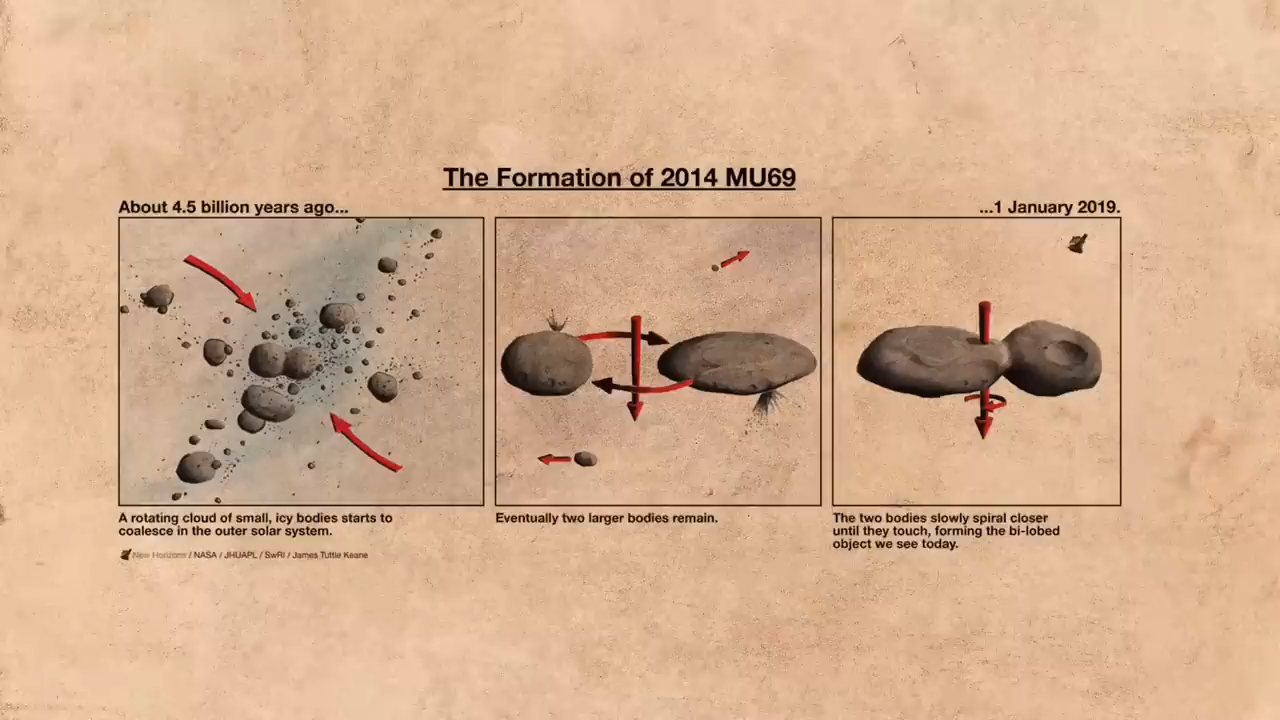 The Formation of 2014 MU69
About 4.5 billion years ago...
...1 January 2019.
A rotating cloud of small, icy bodies starts to
coalesce in the outer solar system.
Eventually two larger bodies remain.
The two bodies slowly spiral closer
until they touch, forming the bi-lobed
object we see today.
New Horizons / NASA / JHUAPL / SwRI / James Tuttle Keane